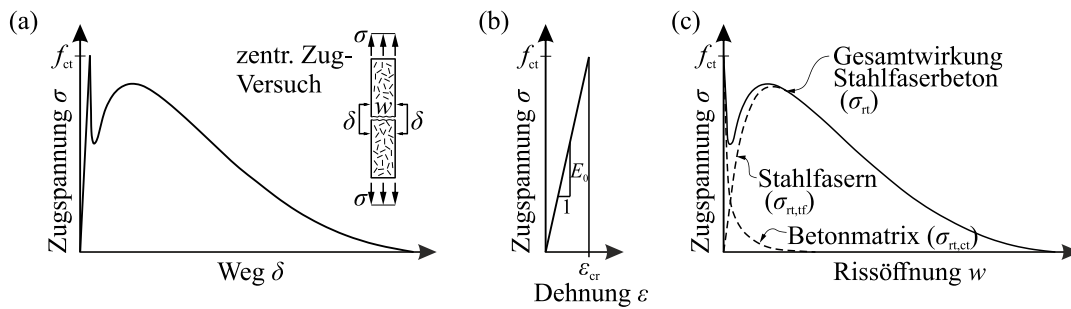 (a)
Zugspannung σ
f_ct
zentr. Zug-
Versuch
σ
w
δ
δ
σ
Weg δ
(b)
Zugspannung σ
f_ct
E_0
1
ε_cr
Dehnung ε
(c)
Zugspannung σ
f_ct
Gesamtwirkung
Stahlfaserbeton
(σ_rt)
Stahlfasern
(σ_rt,tf)
Betonmatrix (σ_rt,ct)
Rissöffnung w